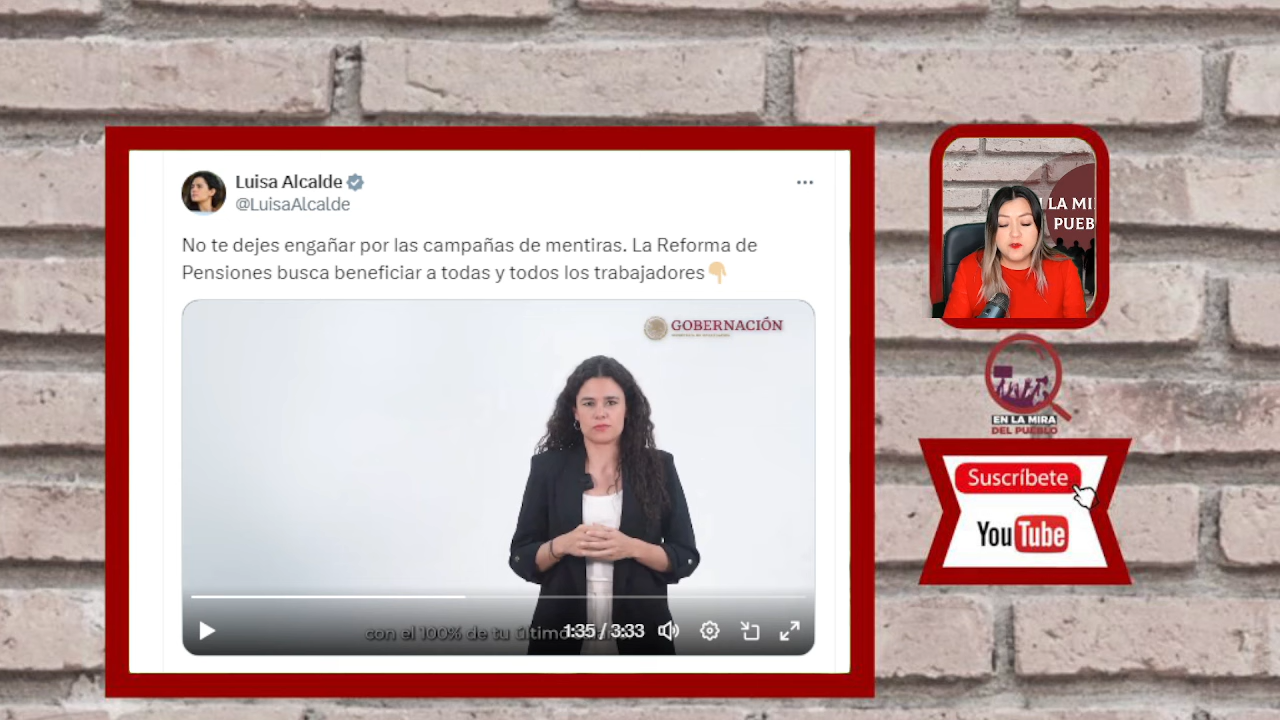 Luisa Alcalde
@LuisaAlcalde
No te dejes engañar por las campañas de mentiras. La Reforma de
Pensiones busca beneficiar a todas y todos los trabajadores
GOBERNACIÓN
con el 100% de tu último
1:35 / 3:33
LA MI
PUEB
EN LA MIRA
DEL PUEBLO
Suscríbete
YouTube